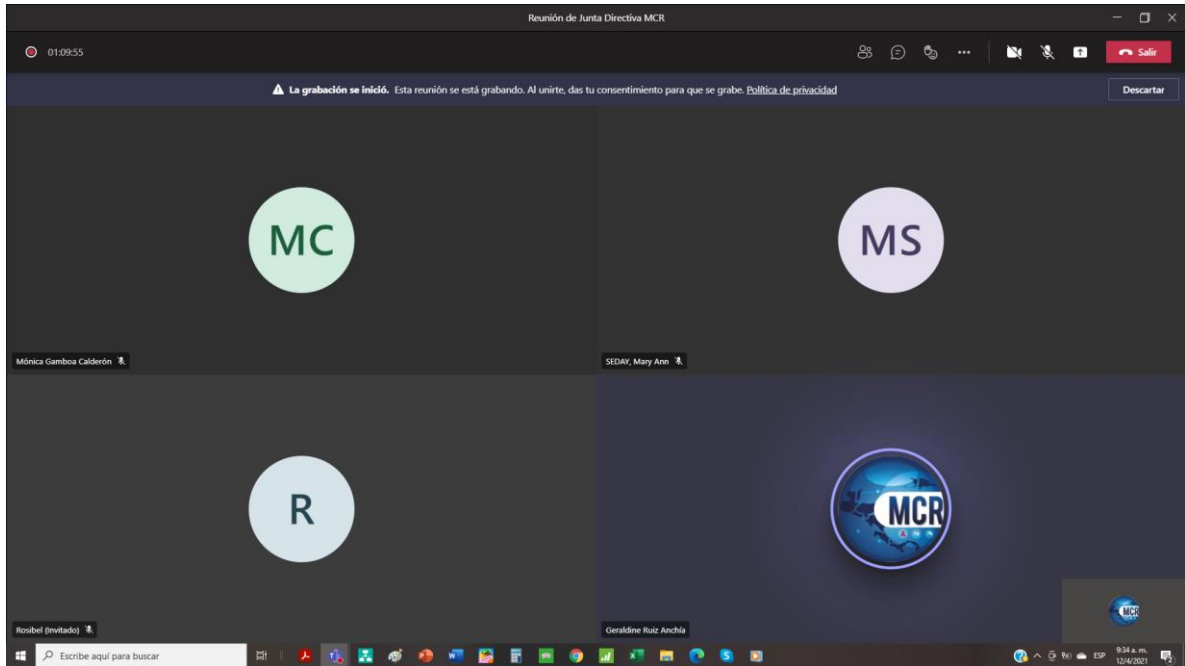 Reunión de Junta Directiva MCR
01:09:55
Salir
La grabación se inició. Esta reunión se está grabando. Al unirte, das tu consentimiento para que se grabe. Política de privacidad
Descartar
MC
MS
Mónica Gamboa Calderón
SEDAY, Mary Ann
R
MCR
Rosibel (Invitado)
Geraldine Ruiz Anchía
MCR
Escribe aquí para buscar
ESP
9:34 a. m.
12/4/2021